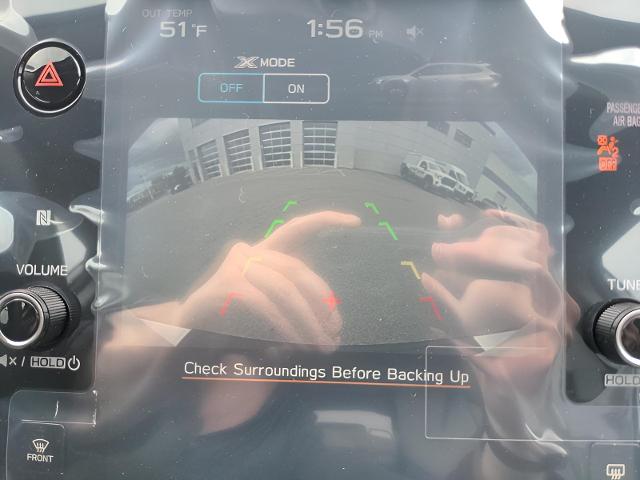 OUT TEMP
51°F
1:56 PM
X MODE
OFF
ON
PASSENGE
AIR BAG
OFF
N
VOLUME
TUNE
/ HOLD
HOLD
Check Surroundings Before Backing Up
FRONT